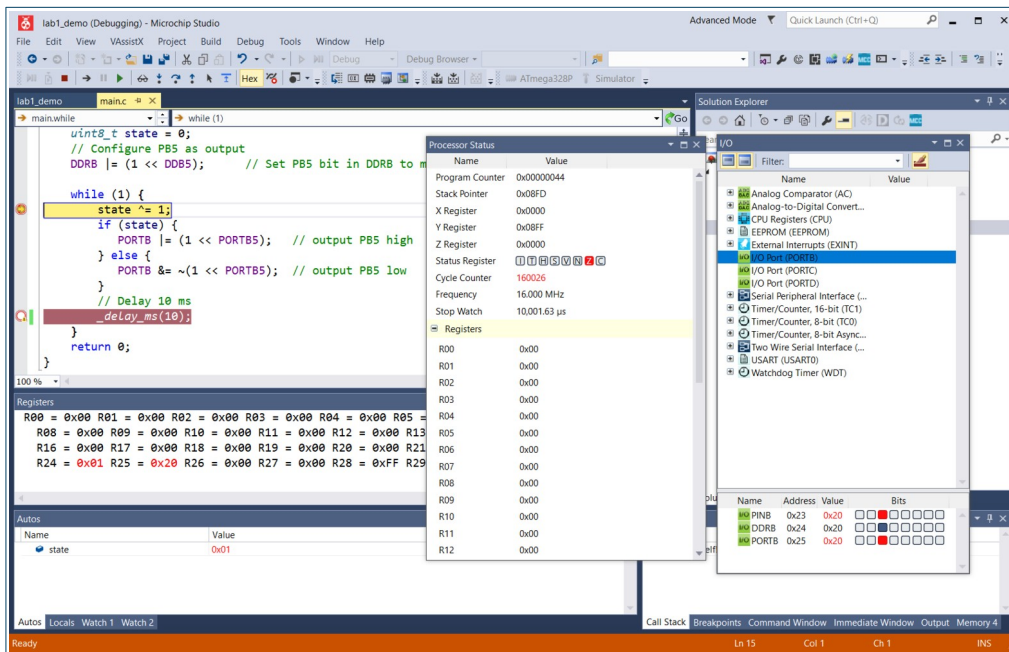 lab1_demo (Debugging) - Microchip Studio
Advanced Mode
Quick Launch (Ctrl+Q)
File Edit View VAssistX Project Build Debug Tools Window Help
Debug Debug Browser
Hex ATmega328P Simulator
lab1_demo main.c
main.while while (1) Go
uint8_t state = 0;
// Configure PB5 as output
DDRB |= (1 << DDB5); // Set PB5 bit in DDRB to m
while (1) {
state ^= 1;
if (state) {
PORTB |= (1 << PORTB5); // output PB5 high
} else {
PORTB &= ~(1 << PORTB5); // output PB5 low
}
// Delay 10 ms
_delay_ms(10);
}
return 0;
}
100 %
Registers
R00 = 0x00 R01 = 0x00 R02 = 0x00 R03 = 0x00 R04 = 0x00 R05 =
R08 = 0x00 R09 = 0x00 R10 = 0x00 R11 = 0x00 R12 = 0x00 R13
R16 = 0x00 R17 = 0x00 R18 = 0x00 R19 = 0x00 R20 = 0x00 R21
R24 = 0x01 R25 = 0x20 R26 = 0x00 R27 = 0x00 R28 = 0xFF R29
Autos
Name Value
state 0x01
Autos Locals Watch 1 Watch 2
Processor Status
Name Value
Program Counter 0x00000044
Stack Pointer 0x08FD
X Register 0x0000
Y Register 0x08FF
Z Register 0x0000
Status Register I T H S V N Z C
Cycle Counter 160026
Frequency 16.000 MHz
Stop Watch 10,001.63 µs
Registers
R00 0x00
R01 0x00
R02 0x00
R03 0x00
R04 0x00
R05 0x00
R06 0x00
R07 0x00
R08 0x00
R09 0x00
R10 0x00
R11 0x00
R12 0x00
Solution Explorer
I/O
Filter:
Name Value
Analog Comparator (AC)
Analog-to-Digital Convert...
CPU Registers (CPU)
EEPROM (EEPROM)
External Interrupts (EXINT)
I/O Port (PORTB)
I/O Port (PORTC)
I/O Port (PORTD)
Serial Peripheral Interface (...
Timer/Counter, 16-bit (TC1)
Timer/Counter, 8-bit (TC0)
Timer/Counter, 8-bit Async...
Two Wire Serial Interface (...
USART (USART0)
Watchdog Timer (WDT)
Name Address Value Bits
I/O PINB 0x23 0x20
I/O DDRB 0x24 0x20
I/O PORTB 0x25 0x20
Call Stack Breakpoints Command Window Immediate Window Output Memory 4
Ready Ln 15 Col 1 Ch 1 INS